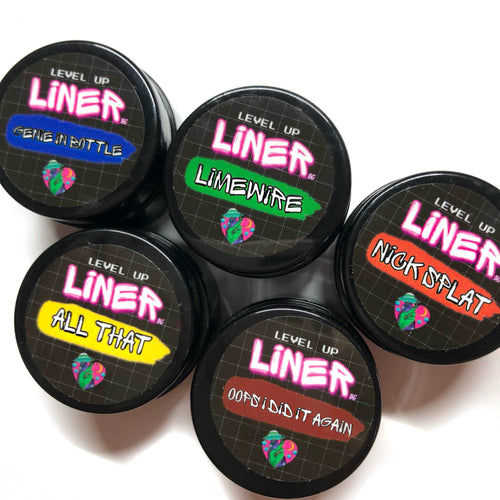 LEVEL UP
LiNER
GENIE IN BOTTLE
LEVEL UP
LiNER
LiMEWiRE
LEVEL UP
LiNER
NICK SPLAT
LEVEL UP
LiNER
ALL THAT
LEVEL UP
LiNER
OOPS i DiD iT AGAiN